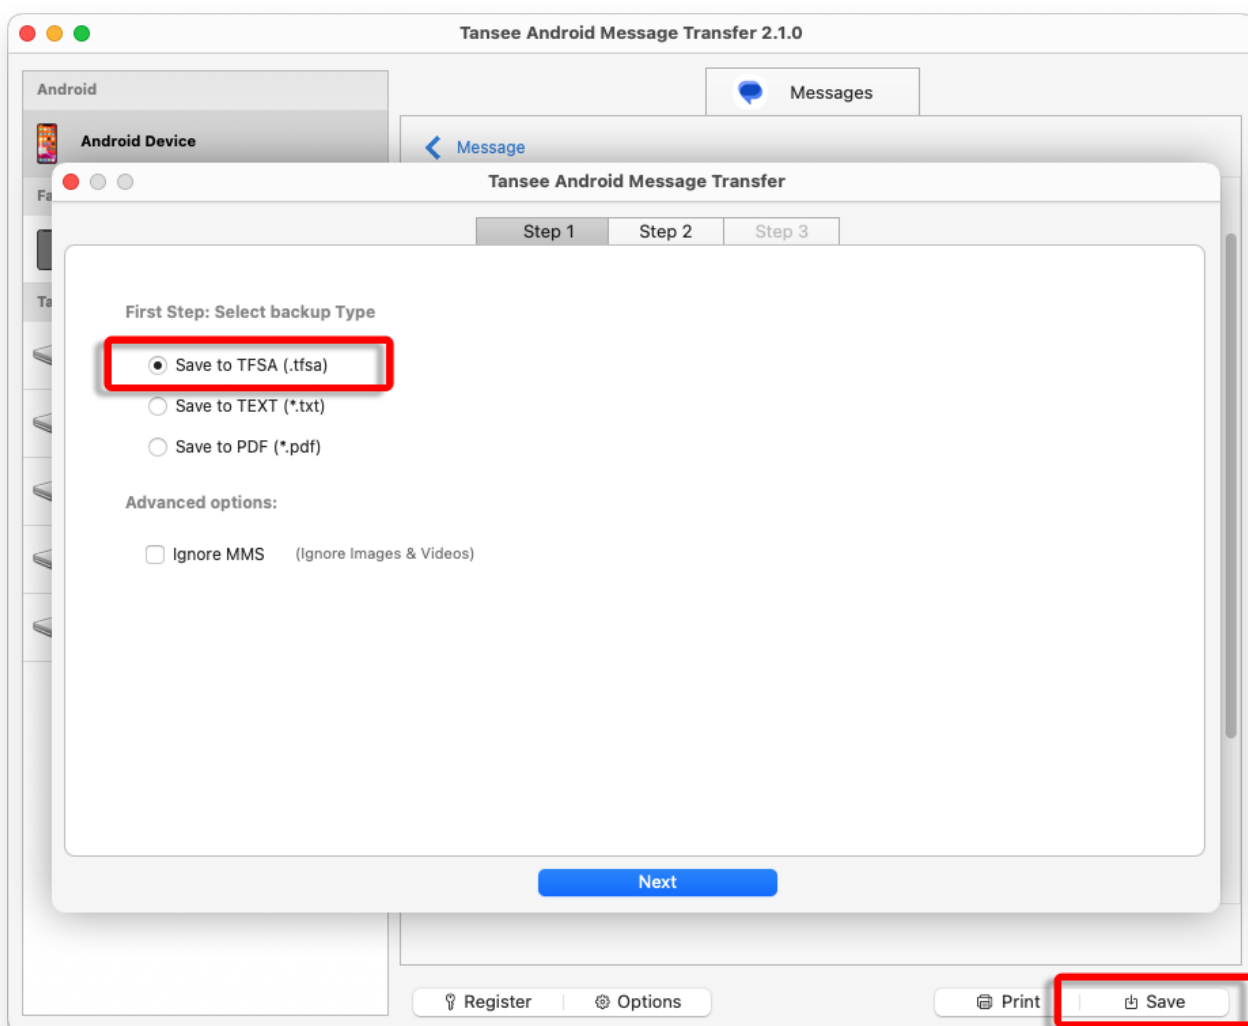 Tansee Android Message Transfer 2.1.0
Android
Messages
Android Device
Message
Tansee Android Message Transfer
Fa
Step 1
Step 2
Step 3
Ta
First Step: Select backup Type
Save to TFSA (.tfsa)
Save to TEXT (*.txt)
Save to PDF (*.pdf)
Advanced options:
Ignore MMS (Ignore Images & Videos)
Next
Register
Options
Print
Save